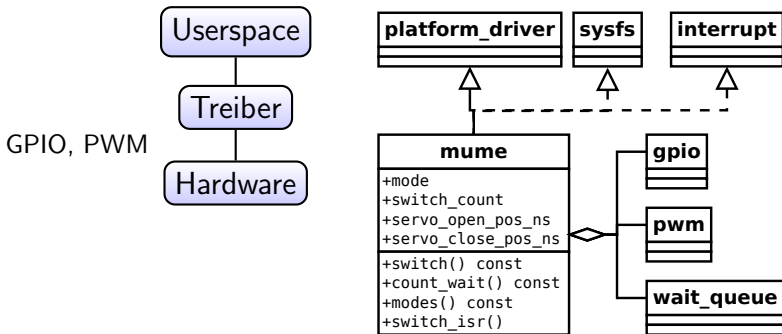 Userspace
Treiber
GPIO, PWM
Hardware
platform_driver
sysfs
interrupt
mume
+mode
+switch_count
+servo_open_pos_ns
+servo_close_pos_ns
+switch() const
+count_wait() const
+modes() const
+switch_isr()
gpio
pwm
wait_queue